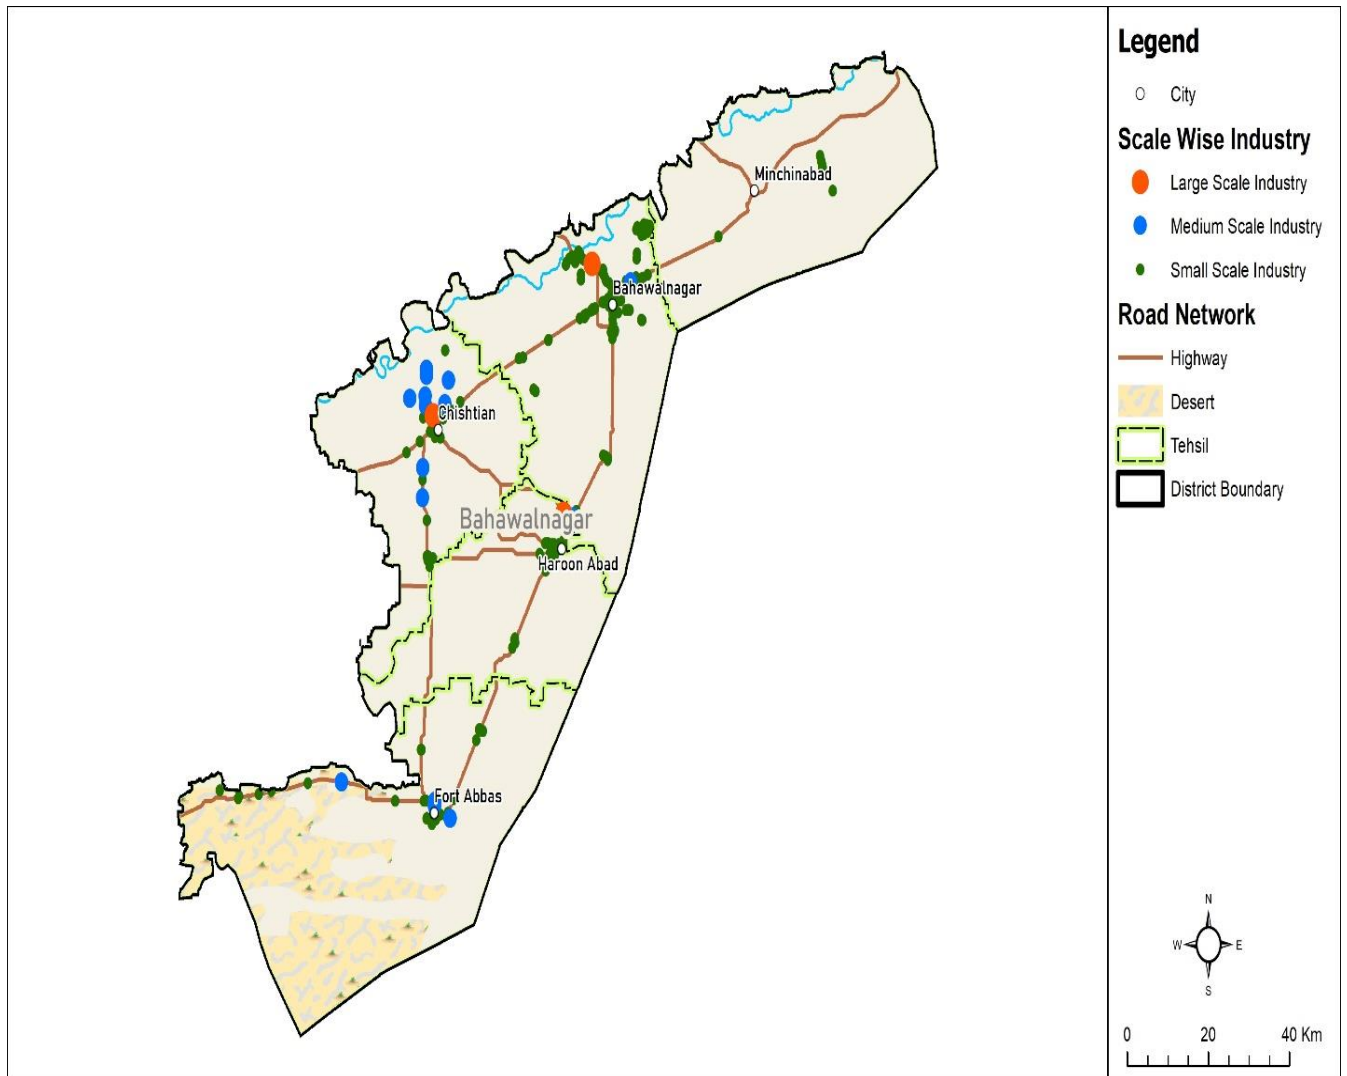 Minchinabad
Bahawalnagar
Chishtian
Bahawalnagar
Haroon Abad
Fort Abbas
Legend
City
Scale Wise Industry
Large Scale Industry
Medium Scale Industry
Small Scale Industry
Road Network
Highway
Desert
Tehsil
District Boundary
N
W E
S
0 20 40 Km